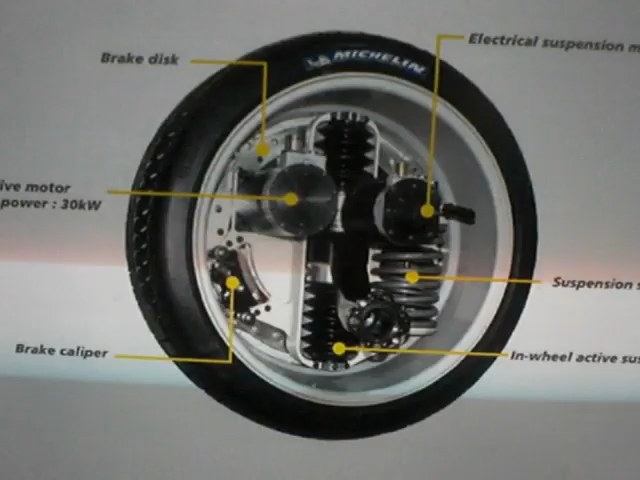 MICHELIN
Brake disk
Electrical suspension m
ive motor
power : 30kW
Suspension s
Brake caliper
In-wheel active sus